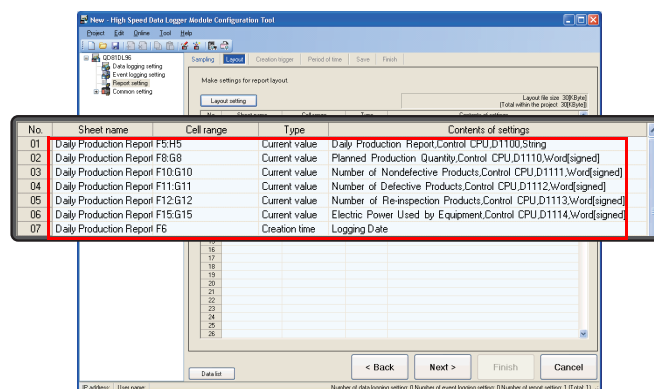 New - High Speed Data Logger Module Configuration Tool
Project Edit Online Tool Help
QD81DL96
Data logging setting
Event logging setting
Report setting
Common setting
Sampling Layout Creation trigger Period of time Save Finish
Make settings for report layout.
Layout setting
Layout file size 30[KByte]
(Total within the project 30[KByte])
No. Sheet name Cell range Type Contents of settings
No. Sheet name Cell range Type Contents of settings
01 Daily Production Report F5:H5 Current value Daily Production Report,Control CPU,D1100,String
02 Daily Production Report F8:G8 Current value Planned Production Quantity,Control CPU,D1110,Word[signed]
03 Daily Production Report F10:G10 Current value Number of Nondefective Products,Control CPU,D1111,Word[signed]
04 Daily Production Report F11:G11 Current value Number of Defective Products,Control CPU,D1112,Word[signed]
05 Daily Production Report F12:G12 Current value Number of Re-inspection Products,Control CPU,D1113,Word[signed]
06 Daily Production Report F15:G15 Current value Electric Power Used by Equipment,Control CPU,D1114,Word[signed]
07 Daily Production Report F6 Creation time Logging Date
15
16
17
18
19
20
21
22
23
24
25
26
Data list
< Back Next > Finish Cancel
IP address: User name: Number of data logging setting: 0 Number of event logging setting: 0 Number of report setting: 1 (Total: 1)